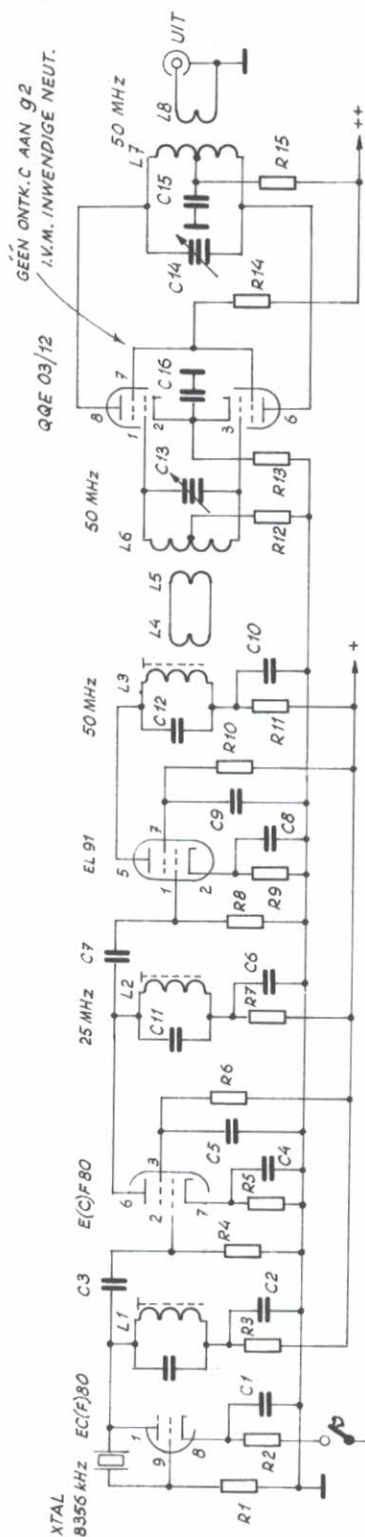 XTAL
8356 kHz
EC(F)80
1
9
8
R1
R2
C1
L1
R3
C2
C3
E(C)F80
6
2
3
7
R4
R5
C4
C5
R6
25 MHz
C11
L2
R7
C6
C7
EL91
5
1
7
2
R8
R9
C8
C9
R10
50 MHz
C12
L3
R11
C10
+
L4
L5
50 MHz
L6
C13
R12
R13
QQE 03/12
8
1
7
2
3
6
C16
GÉÉN ONTK.C AAN g2
I.V.M. INWENDIGE NEUT.
R14
C14
C15
50 MHz
L7
L8
R15
UIT
++